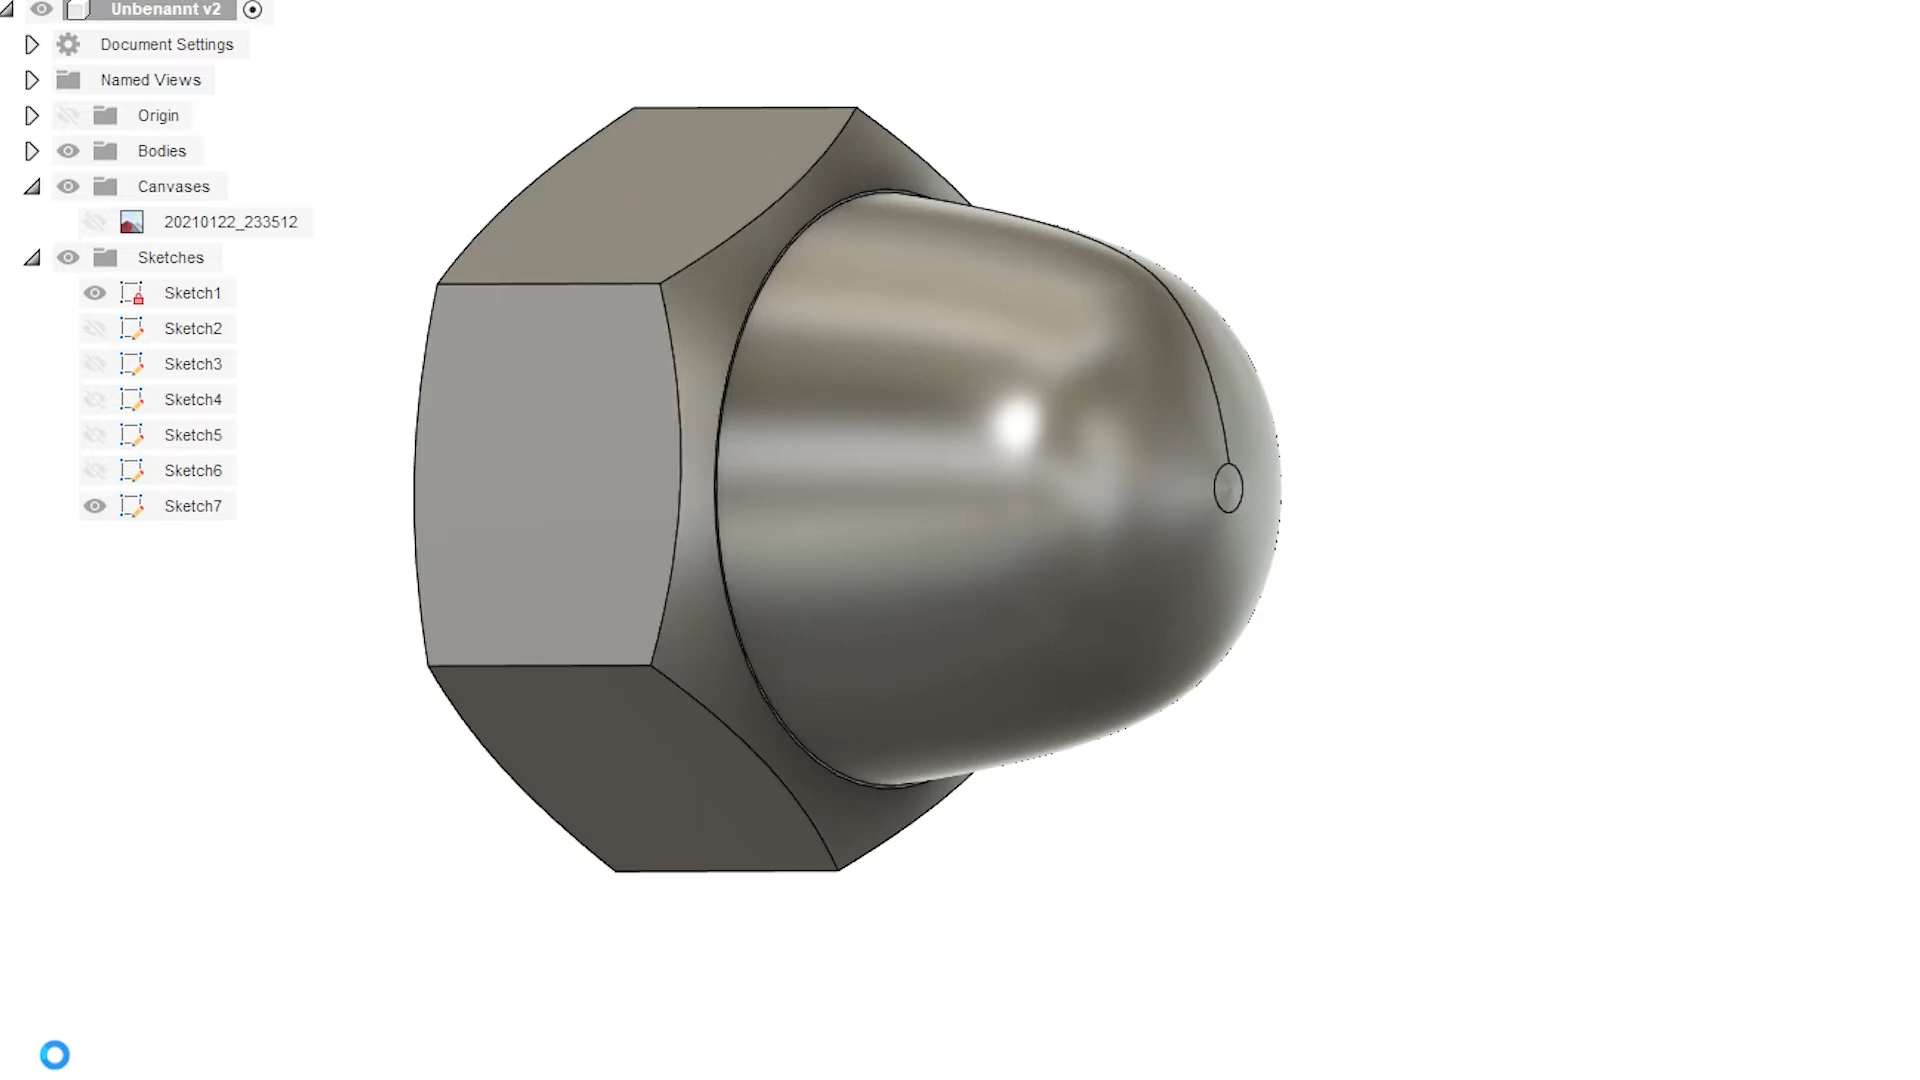 Unbenannt v2
Document Settings
Named Views
Origin
Bodies
Canvases
20210122_233512
Sketches
Sketch1
Sketch2
Sketch3
Sketch4
Sketch5
Sketch6
Sketch7